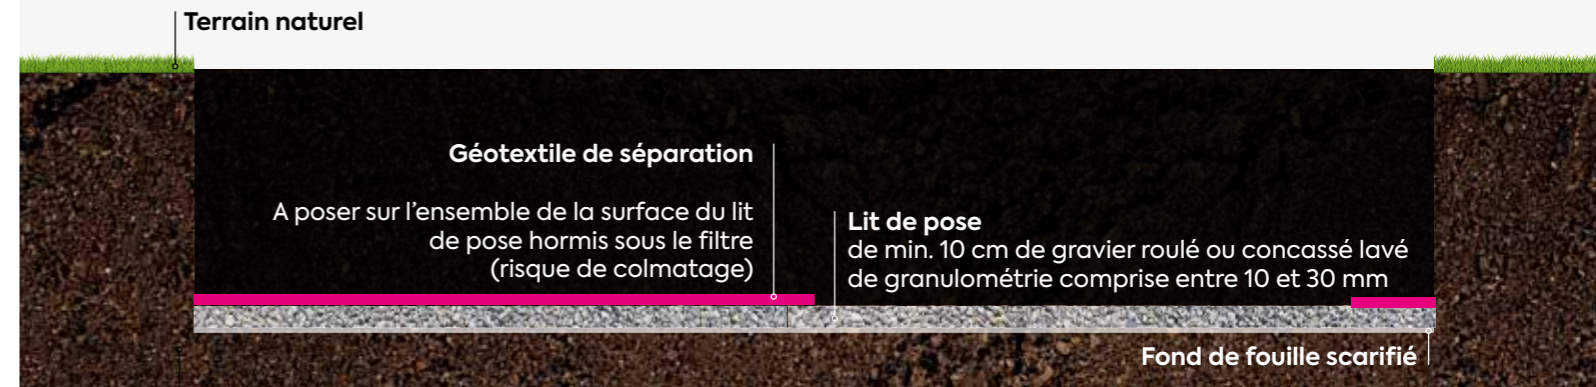 Terrain naturel
Géotextile de séparation
A poser sur l’ensemble de la surface du lit
de pose hormis sous le filtre
(risque de colmatage)
Lit de pose
de min. 10 cm de gravier roulé ou concassé lavé
de granulométrie comprise entre 10 et 30 mm
Fond de fouille scarifié